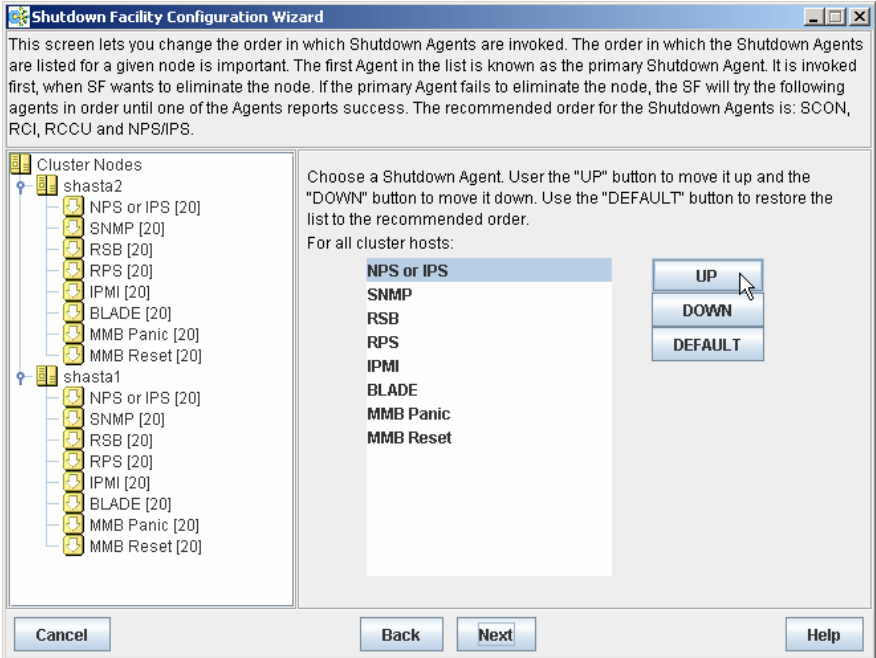 Shutdown Facility Configuration Wizard
This screen lets you change the order in which Shutdown Agents are invoked. The order in which the Shutdown Agents
are listed for a given node is important. The first Agent in the list is known as the primary Shutdown Agent. It is invoked
first, when SF wants to eliminate the node. If the primary Agent fails to eliminate the node, the SF will try the following
agents in order until one of the Agents reports success. The recommended order for the Shutdown Agents is: SCON,
RCI, RCCU and NPS/IPS.
Cluster Nodes
shasta2
NPS or IPS [20]
SNMP [20]
RSB [20]
RPS [20]
IPMI [20]
BLADE [20]
MMB Panic [20]
MMB Reset [20]
shasta1
NPS or IPS [20]
SNMP [20]
RSB [20]
RPS [20]
IPMI [20]
BLADE [20]
MMB Panic [20]
MMB Reset [20]
Choose a Shutdown Agent. User the "UP" button to move it up and the
"DOWN" button to move it down. Use the "DEFAULT" button to restore the
list to the recommended order.
For all cluster hosts:
NPS or IPS
SNMP
RSB
RPS
IPMI
BLADE
MMB Panic
MMB Reset
UP
DOWN
DEFAULT
Cancel
Back
Next
Help